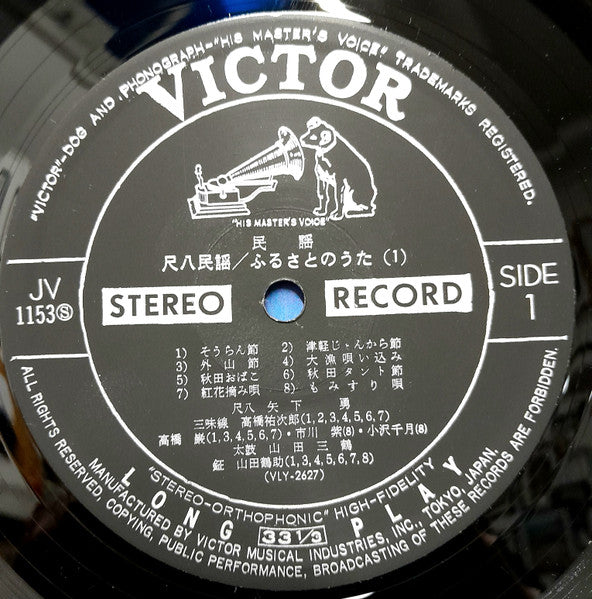 "VICTOR"-DOG AND PHONOGRAPH-"HIS MASTER'S VOICE" TRADEMARKS REGISTERED.
VICTOR
"HIS MASTER'S VOICE"
民謡
尺八民謡／ふるさとのうた (1)
JV
1153Ⓢ
STEREO
RECORD
SIDE
1
1) そうらん節 2) 津軽じょんから節
3) 外山節 4) 大漁唄い込み
5) 秋田おばこ 6) 秋田タント節
7) 紅花摘み唄 8) もみすり唄
尺八 矢下 勇
三味線 高橋祐次郎(1,2,3,4,5,6,7)
高橋 巌(1,3,4,5,6,7)・市川 紫(8)・小沢千月(8)
太鼓 山田三鶴
鉦 山田鶴助(1,3,4,5,6,7,8)
(VLY-2627)
"STEREO-ORTHOPHONIC" HIGH-FIDELITY
LONG 33 1/3 PLAY
MANUFACTURED BY VICTOR MUSICAL INDUSTRIES, INC. TOKYO, JAPAN.
ALL RIGHTS RESERVED, COPYING, PUBLIC PERFORMANCE, BROADCASTING OF THESE RECORDS ARE FORBIDDEN.